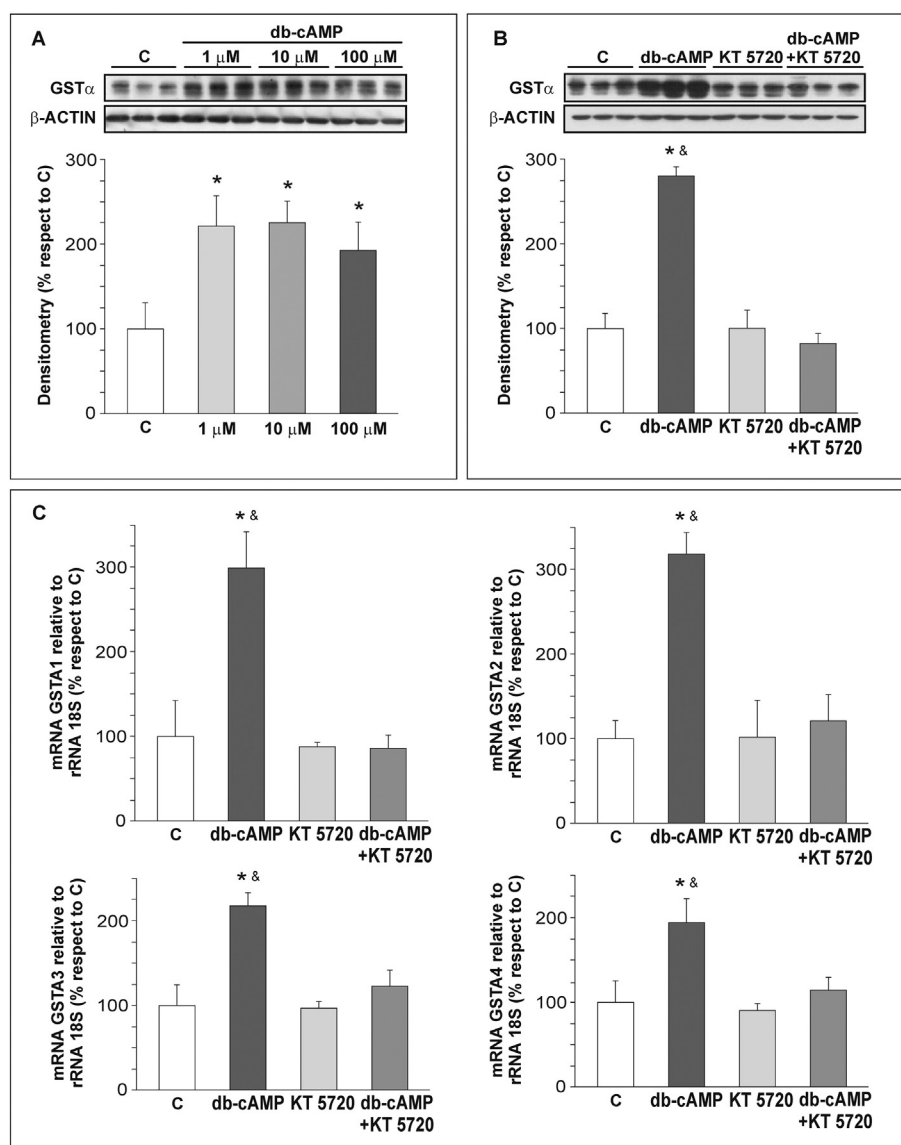 A
db-cAMP
C 1 μM 10 μM 100 μM
GSTα
β-ACTIN
Densitometry (% respect to C)
300
200
100
0
* * *
C 1 μM 10 μM 100 μM
B
C db-cAMP KT 5720 db-cAMP
+KT 5720
GSTα
β-ACTIN
Densitometry (% respect to C)
300
200
100
0
* &
C db-cAMP KT 5720 db-cAMP
+KT 5720
C
mRNA GSTA1 relative to
rRNA 18S (% respect to C)
300
200
100
0
* &
C db-cAMP KT 5720 db-cAMP
+KT 5720
mRNA GSTA2 relative to
rRNA 18S (% respect to C)
300
200
100
0
* &
C db-cAMP KT 5720 db-cAMP
+KT 5720
mRNA GSTA3 relative to
rRNA 18S (% respect to C)
200
100
0
* &
C db-cAMP KT 5720 db-cAMP
+KT 5720
mRNA GSTA4 relative to
rRNA 18S (% respect to C)
200
100
0
* &
C db-cAMP KT 5720 db-cAMP
+KT 5720